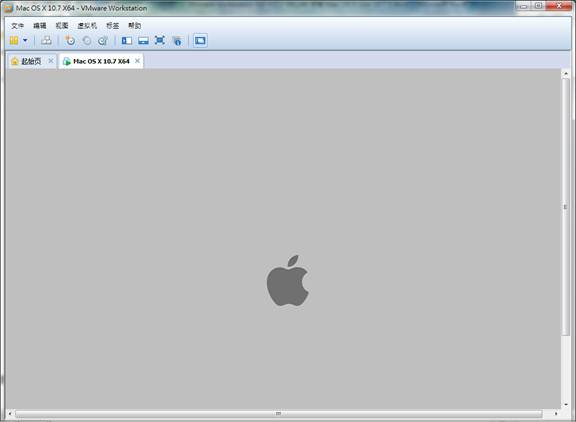 Mac OS X 10.7 X64 - VMware Workstation
文件 编辑 视图 虚拟机 标签 帮助
起始页 Mac OS X 10.7 X64